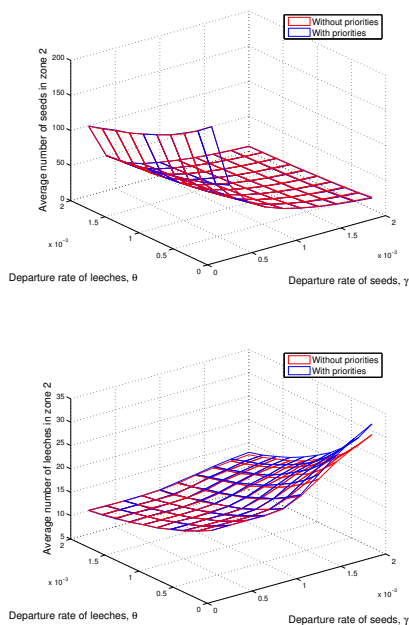 Without priorities
With priorities
Average number of seeds in zone 2
200
150
100
50
0
2
1.5
1
0.5
0
x 10⁻³
0
0.5
1
1.5
2
x 10⁻³
Departure rate of leeches, θ
Departure rate of seeds, γ
Without priorities
With priorities
Average number of leeches in zone 2
35
30
25
20
15
10
5
2
1.5
1
0.5
0
x 10⁻³
0
0.5
1
1.5
2
x 10⁻³
Departure rate of leeches, θ
Departure rate of seeds, γ